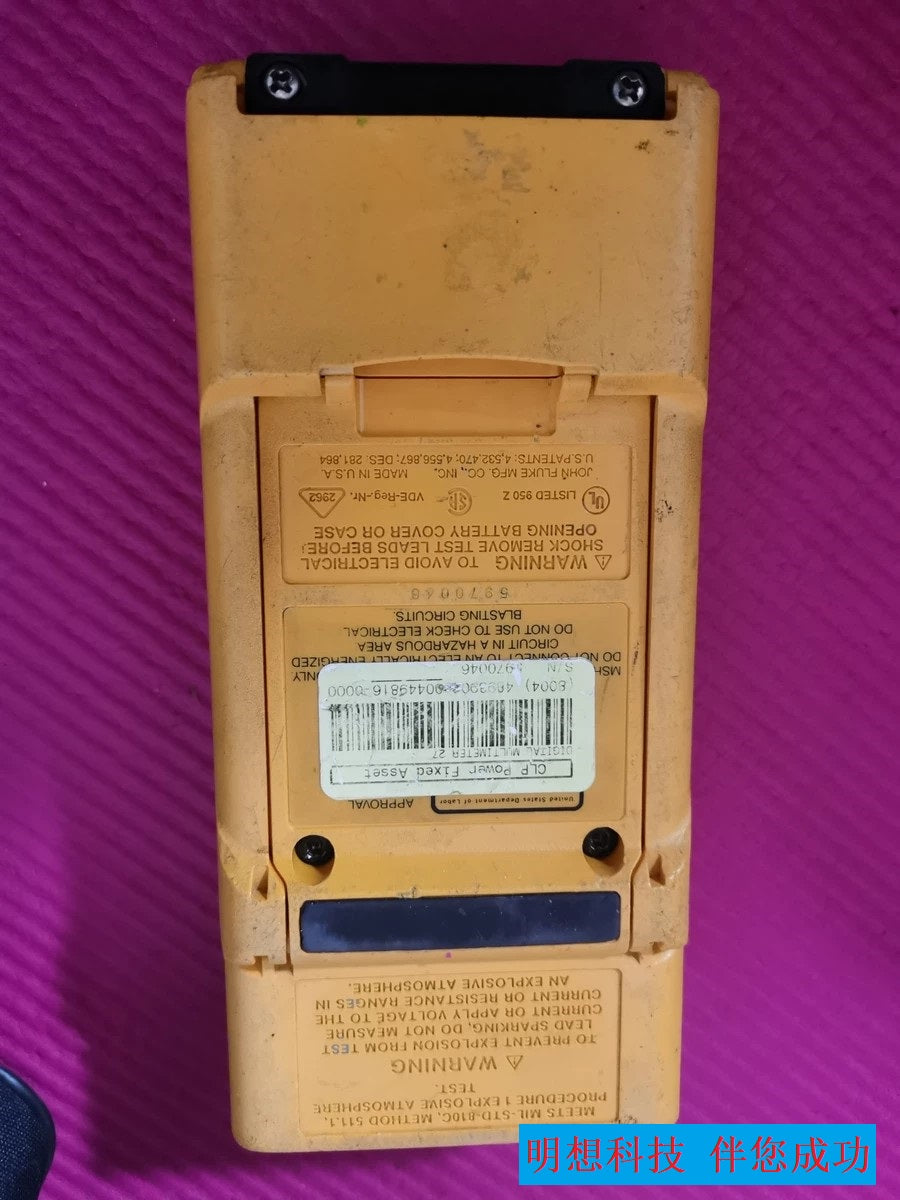 MEETS MIL-STD-810C, METHOD 511.1,
PROCEDURE 1 EXPLOSIVE ATMOSPHERE
TEST.
⚠ WARNING
TO PREVENT EXPLOSION FROM TEST
LEAD SPARKING, DO NOT MEASURE
CURRENT OR APPLY VOLTAGE TO THE
CURRENT OR RESISTANCE RANGES IN
AN EXPLOSIVE ATMOSPHERE.
United States Department of Labor
APPROVAL
CLP Power Fixed Asset
DIGITAL MULTIMETER 27
S/N
ONLY
DO NOT CONNECT TO AN ELECTRICALLY ENERGIZED
CIRCUIT IN A HAZARDOUS AREA
DO NOT USE TO CHECK ELECTRICAL
BLASTING CIRCUITS.
5970046
⚠ WARNING TO AVOID ELECTRICAL
SHOCK REMOVE TEST LEADS BEFORE
OPENING BATTERY COVER OR CASE
UL LISTED 950 Z VDE-Reg.-Nr. 2962
JOHN FLUKE MFG. CO., INC. MADE IN U.S.A.
U.S. PATENTS: 4,532,470; 4,556,867; DES. 281,864
明想科技 伴您成功